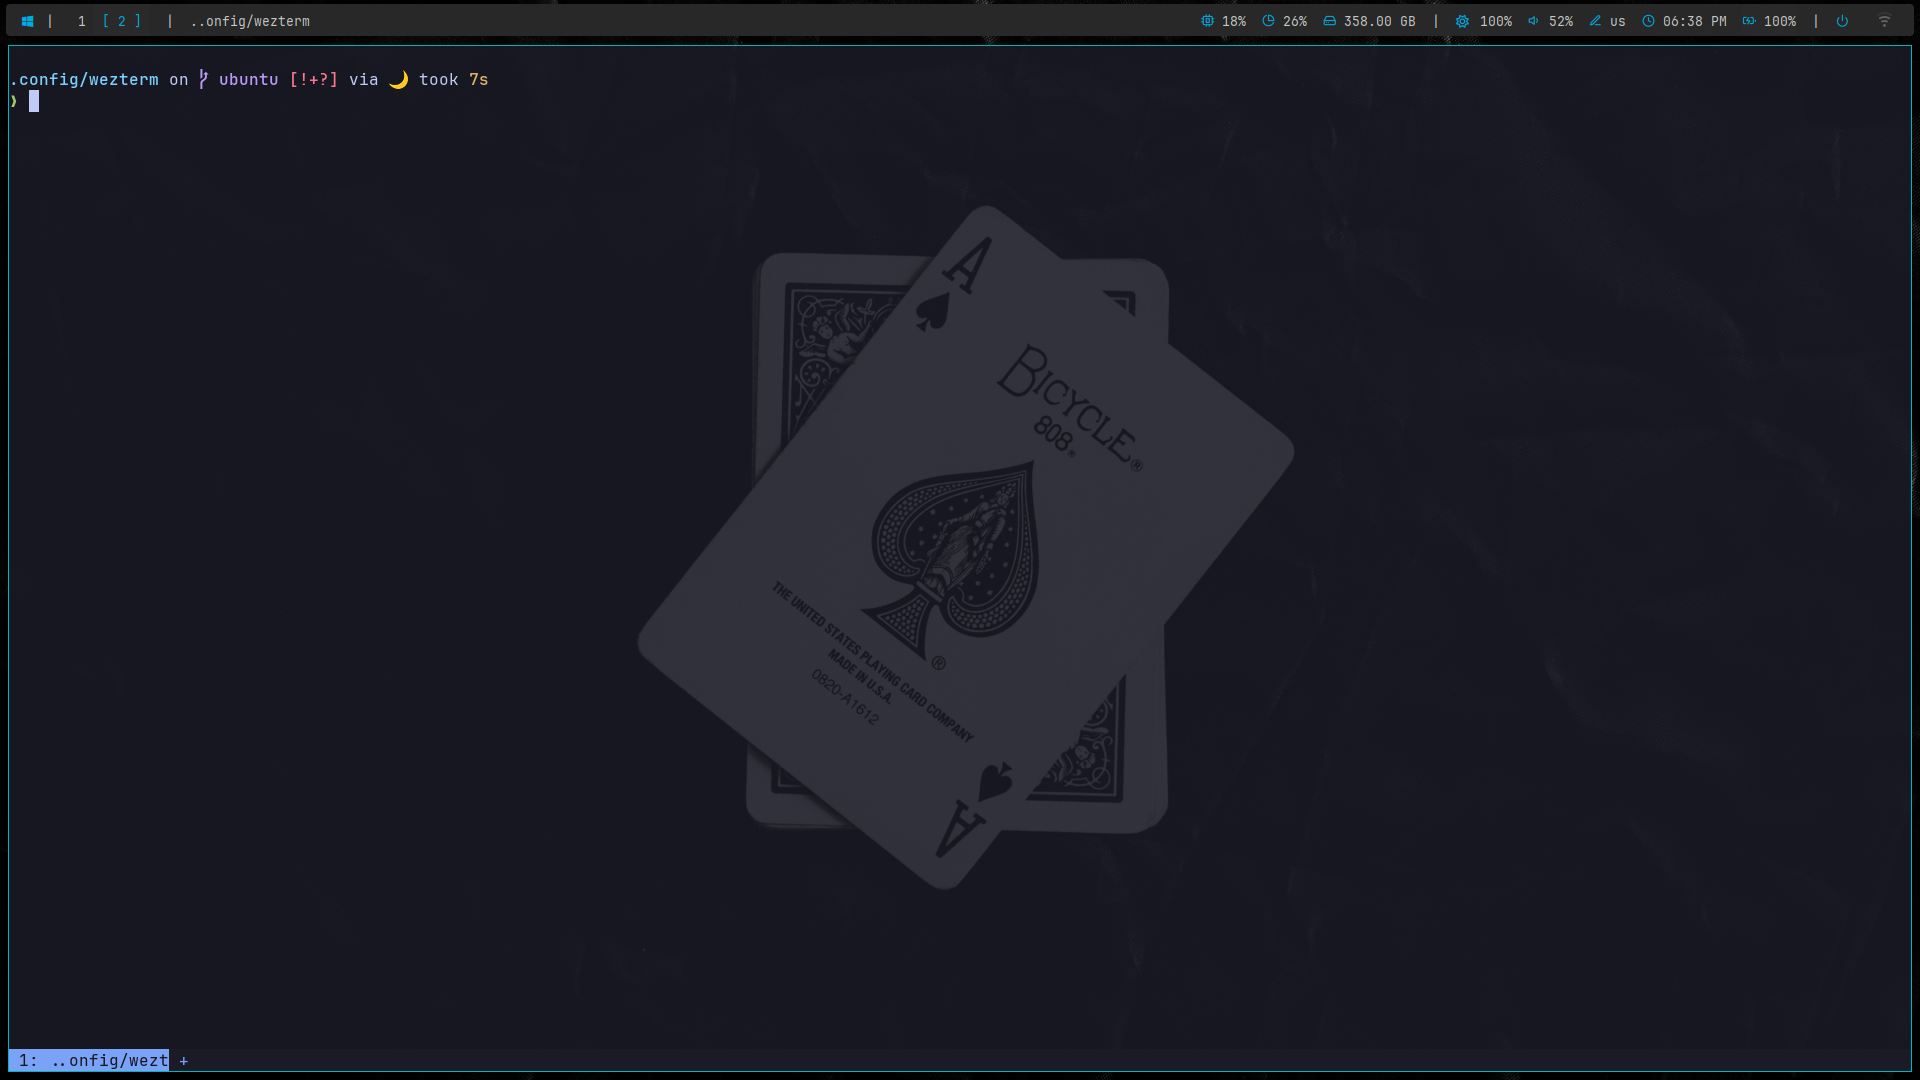 | 1 [ 2 ] | ..onfig/wezterm 18% 26% 358.00 GB | 100% 52% us 06:38 PM 100% |
.config/wezterm on ubuntu [!+?] via 🌙 took 7s
❯
A
BICYCLE®
808®
®
THE UNITED STATES PLAYING CARD COMPANY
MADE IN U.S.A.
0820-A1612
A
1: ..onfig/wezt +